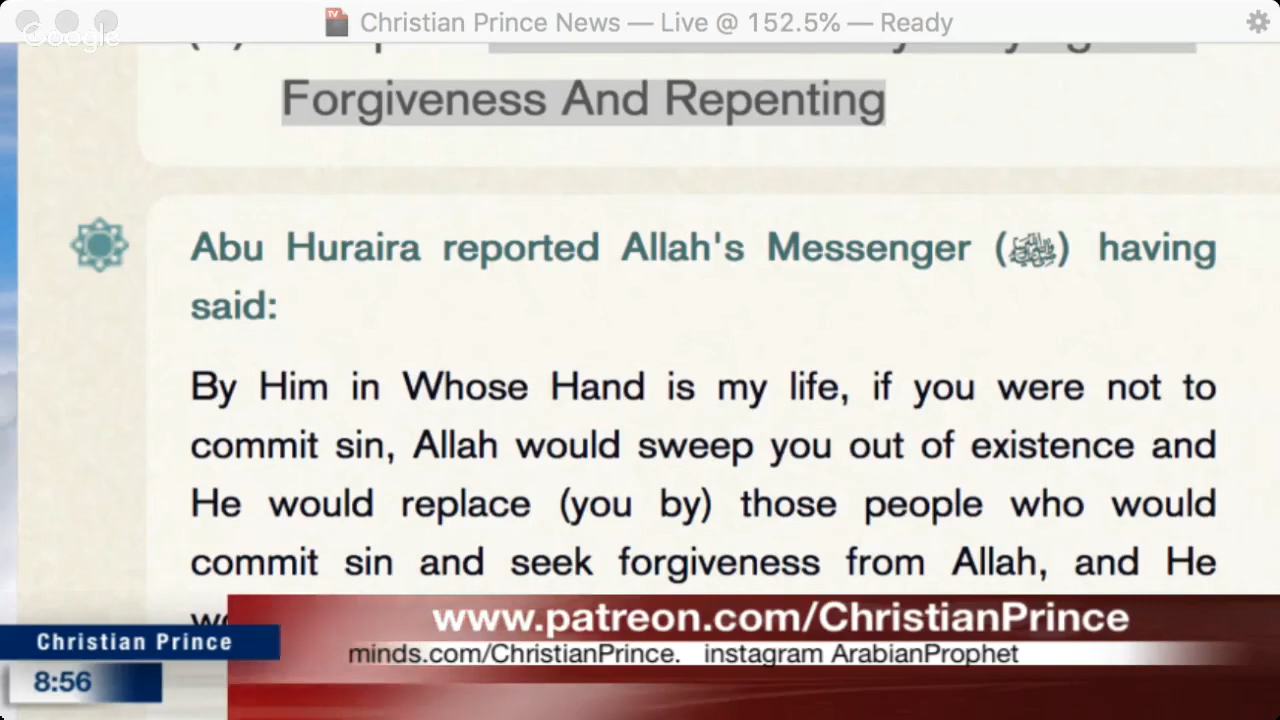 Christian Prince News — Live @ 152.5% — Ready
Google
TV
Forgiveness And Repenting
Abu Huraira reported Allah's Messenger (ﷺ) having
said:
By Him in Whose Hand is my life, if you were not to
commit sin, Allah would sweep you out of existence and
He would replace (you by) those people who would
commit sin and seek forgiveness from Allah, and He
www.patreon.com/ChristianPrince
Christian Prince
minds.com/ChristianPrince. instagram ArabianProphet
8:56